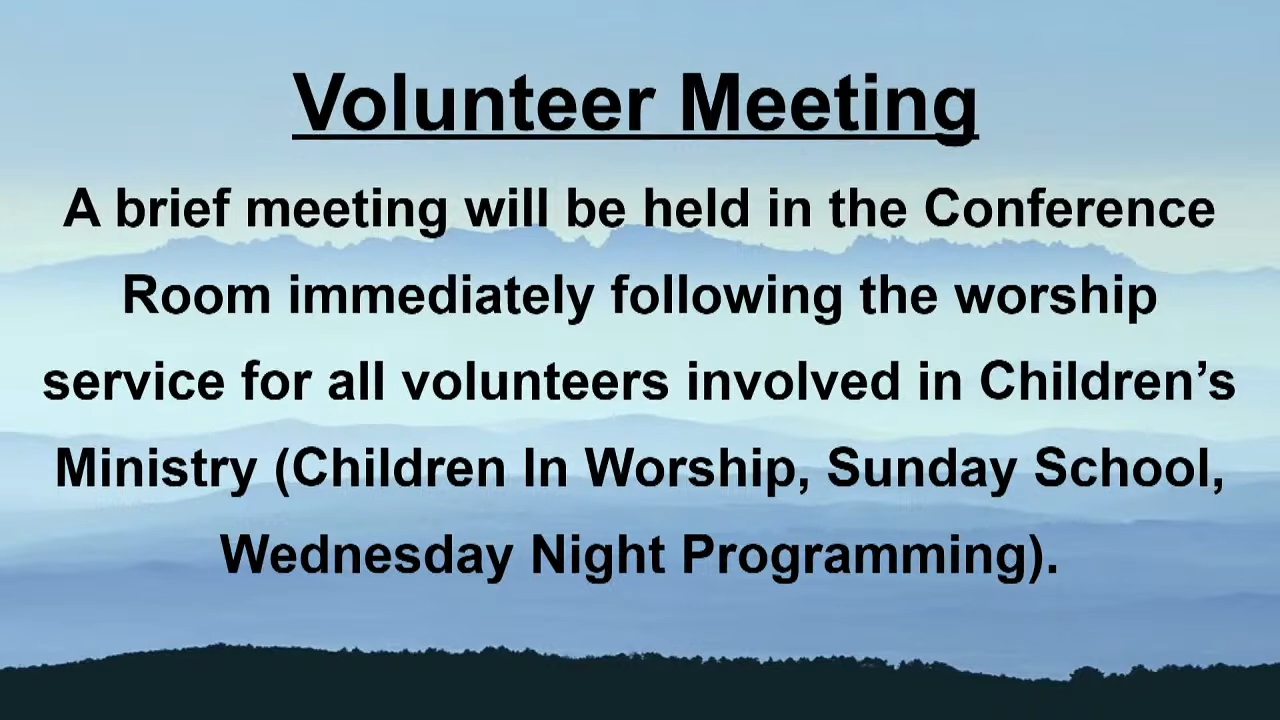 Volunteer Meeting
A brief meeting will be held in the Conference
Room immediately following the worship
service for all volunteers involved in Children’s
Ministry (Children In Worship, Sunday School,
Wednesday Night Programming).